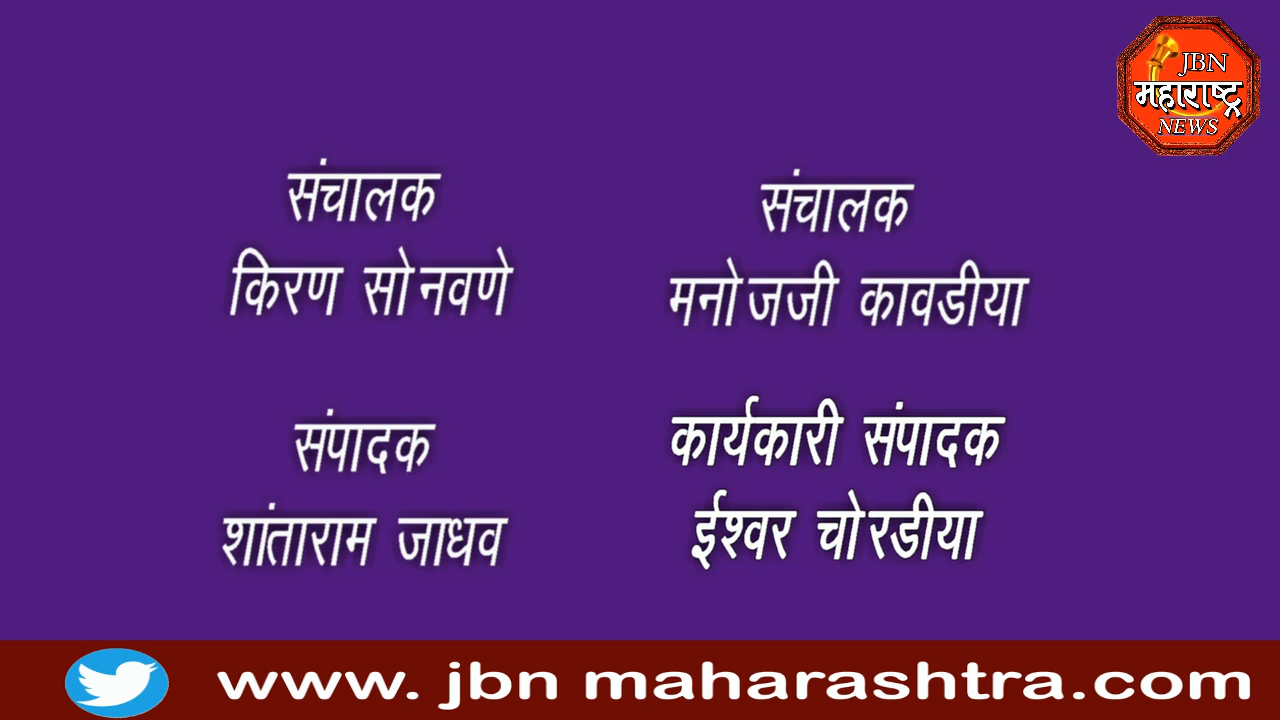 JBN
महाराष्ट्र
NEWS
संचालक
किरण सोनवणे
संचालक
मनोजजी कावडीया
संपादक
शांताराम जाधव
कार्यकारी संपादक
ईश्वर चोरडीया
www. jbn maharashtra.com